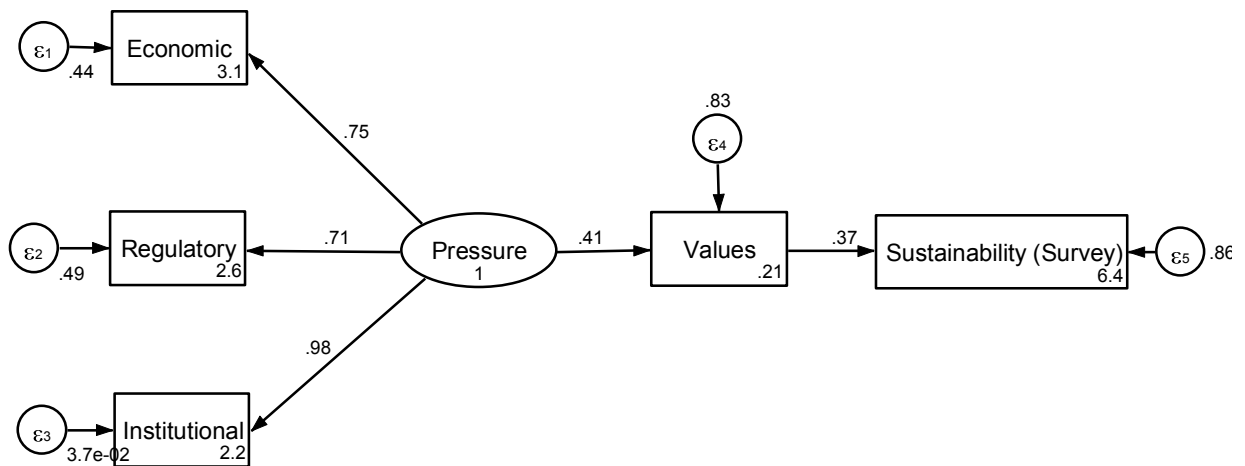 ε1
.44
Economic
3.1
.75
.83
ε4
ε2
.49
Regulatory
2.6
.71
Pressure
1
.41
Values
.21
.37
Sustainability (Survey)
6.4
ε5
.86
.98
ε3
3.7e-02
Institutional
2.2